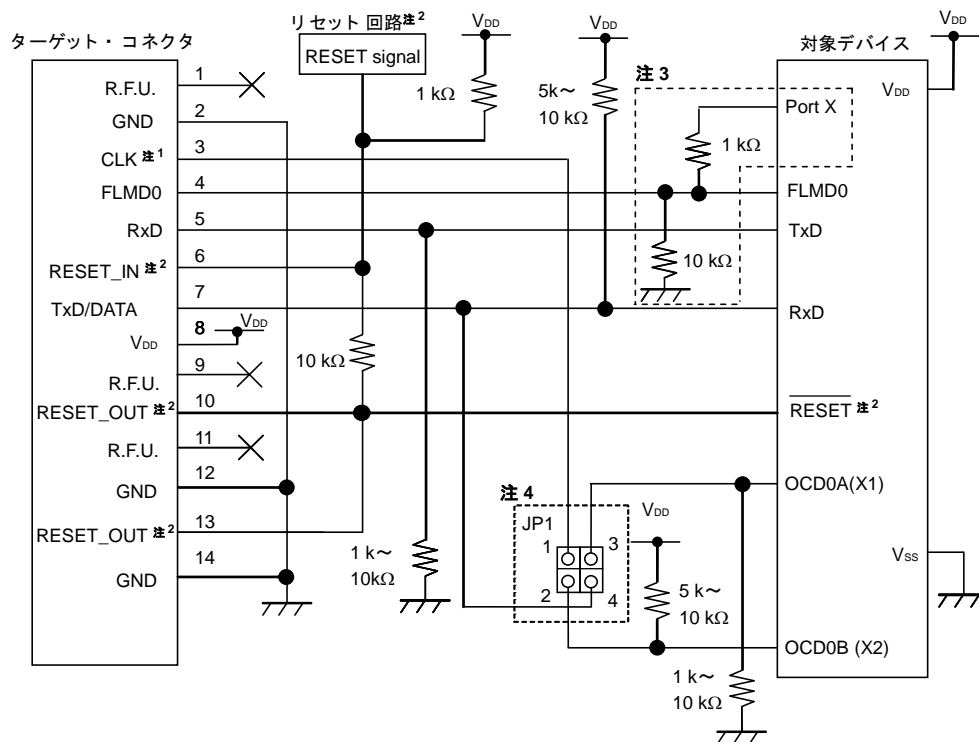 ターゲット・コネクタ
R.F.U.
1
GND
2
CLK 注1
3
FLMD0
4
RxD
5
RESET_IN 注2
6
TxD/DATA
7
VDD
8
VDD
R.F.U.
9
RESET_OUT 注2
10
R.F.U.
11
GND
12
RESET_OUT 注2
13
GND
14
リセット回路注2
RESET signal
VDD
1 kΩ
10 kΩ
1 k～
10kΩ
VDD
5k～
10 kΩ
注 3
1 kΩ
10 kΩ
注 4
JP1
1
3
2
4
VDD
5 k～
10 kΩ
1 k～
10 kΩ
対象デバイス
VDD
VDD
Port X
FLMD0
TxD
RxD
RESET 注2
OCD0A(X1)
VSS
OCD0B (X2)